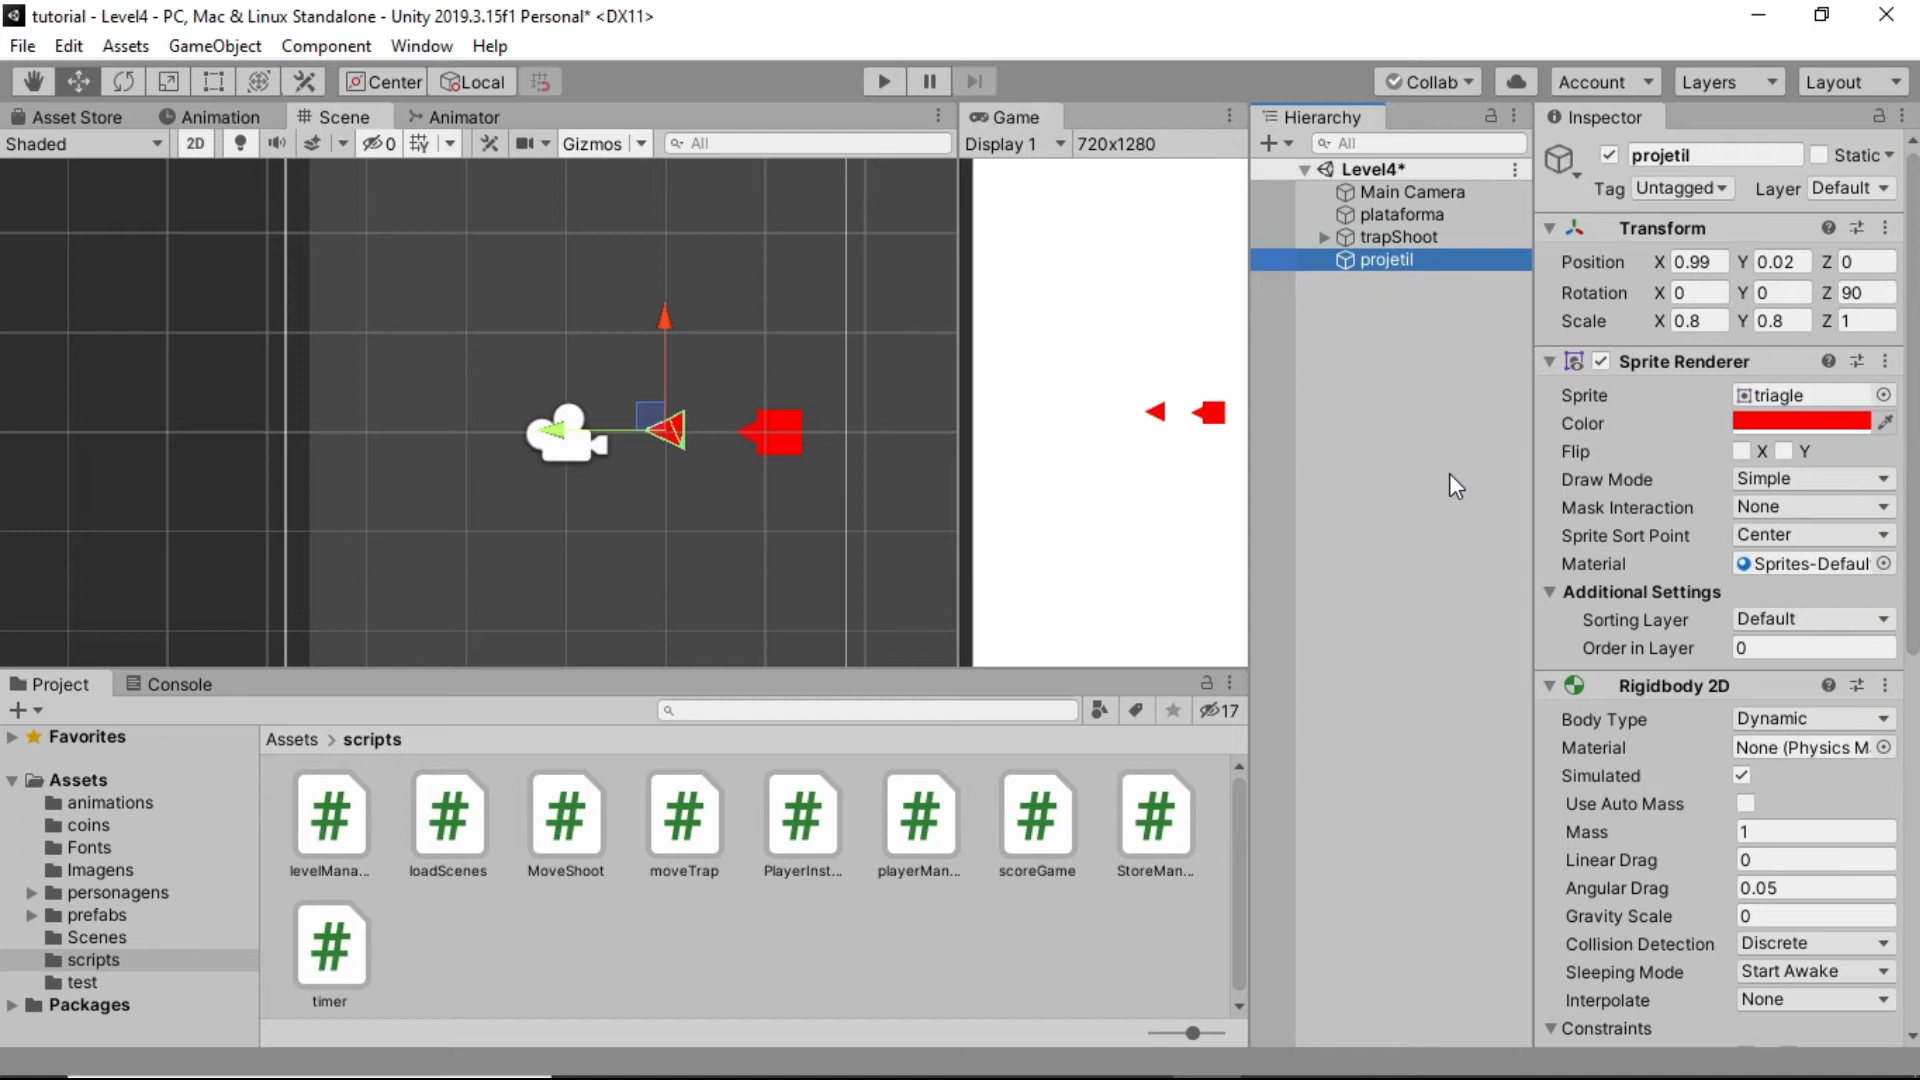 tutorial - Level4 - PC, Mac & Linux Standalone - Unity 2019.3.15f1 Personal* <DX11>
File Edit Assets GameObject Component Window Help
Center Local Collab Account Layers Layout
Asset Store Animation Scene Animator Game Hierarchy Inspector
Shaded 2D 0 Gizmos All Display 1 720x1280 All
projetil Static
Tag Untagged Layer Default
Level4*
Main Camera
plataforma
trapShoot
projetil
Transform
Position X 0.99 Y 0.02 Z 0
Rotation X 0 Y 0 Z 90
Scale X 0.8 Y 0.8 Z 1
Sprite Renderer
Sprite triagle
Color
Flip X Y
Draw Mode Simple
Mask Interaction None
Sprite Sort Point Center
Material Sprites-Defaul
Additional Settings
Sorting Layer Default
Order in Layer 0
Rigidbody 2D
Body Type Dynamic
Material None (Physics M
Simulated
Use Auto Mass
Mass 1
Linear Drag 0
Angular Drag 0.05
Gravity Scale 0
Collision Detection Discrete
Sleeping Mode Start Awake
Interpolate None
Constraints
Project Console
17
Favorites
Assets
animations
coins
Fonts
Imagens
personagens
prefabs
Scenes
scripts
test
Packages
Assets > scripts
levelMana... loadScenes MoveShoot moveTrap PlayerInst... playerMan... scoreGame StoreMan...
timer